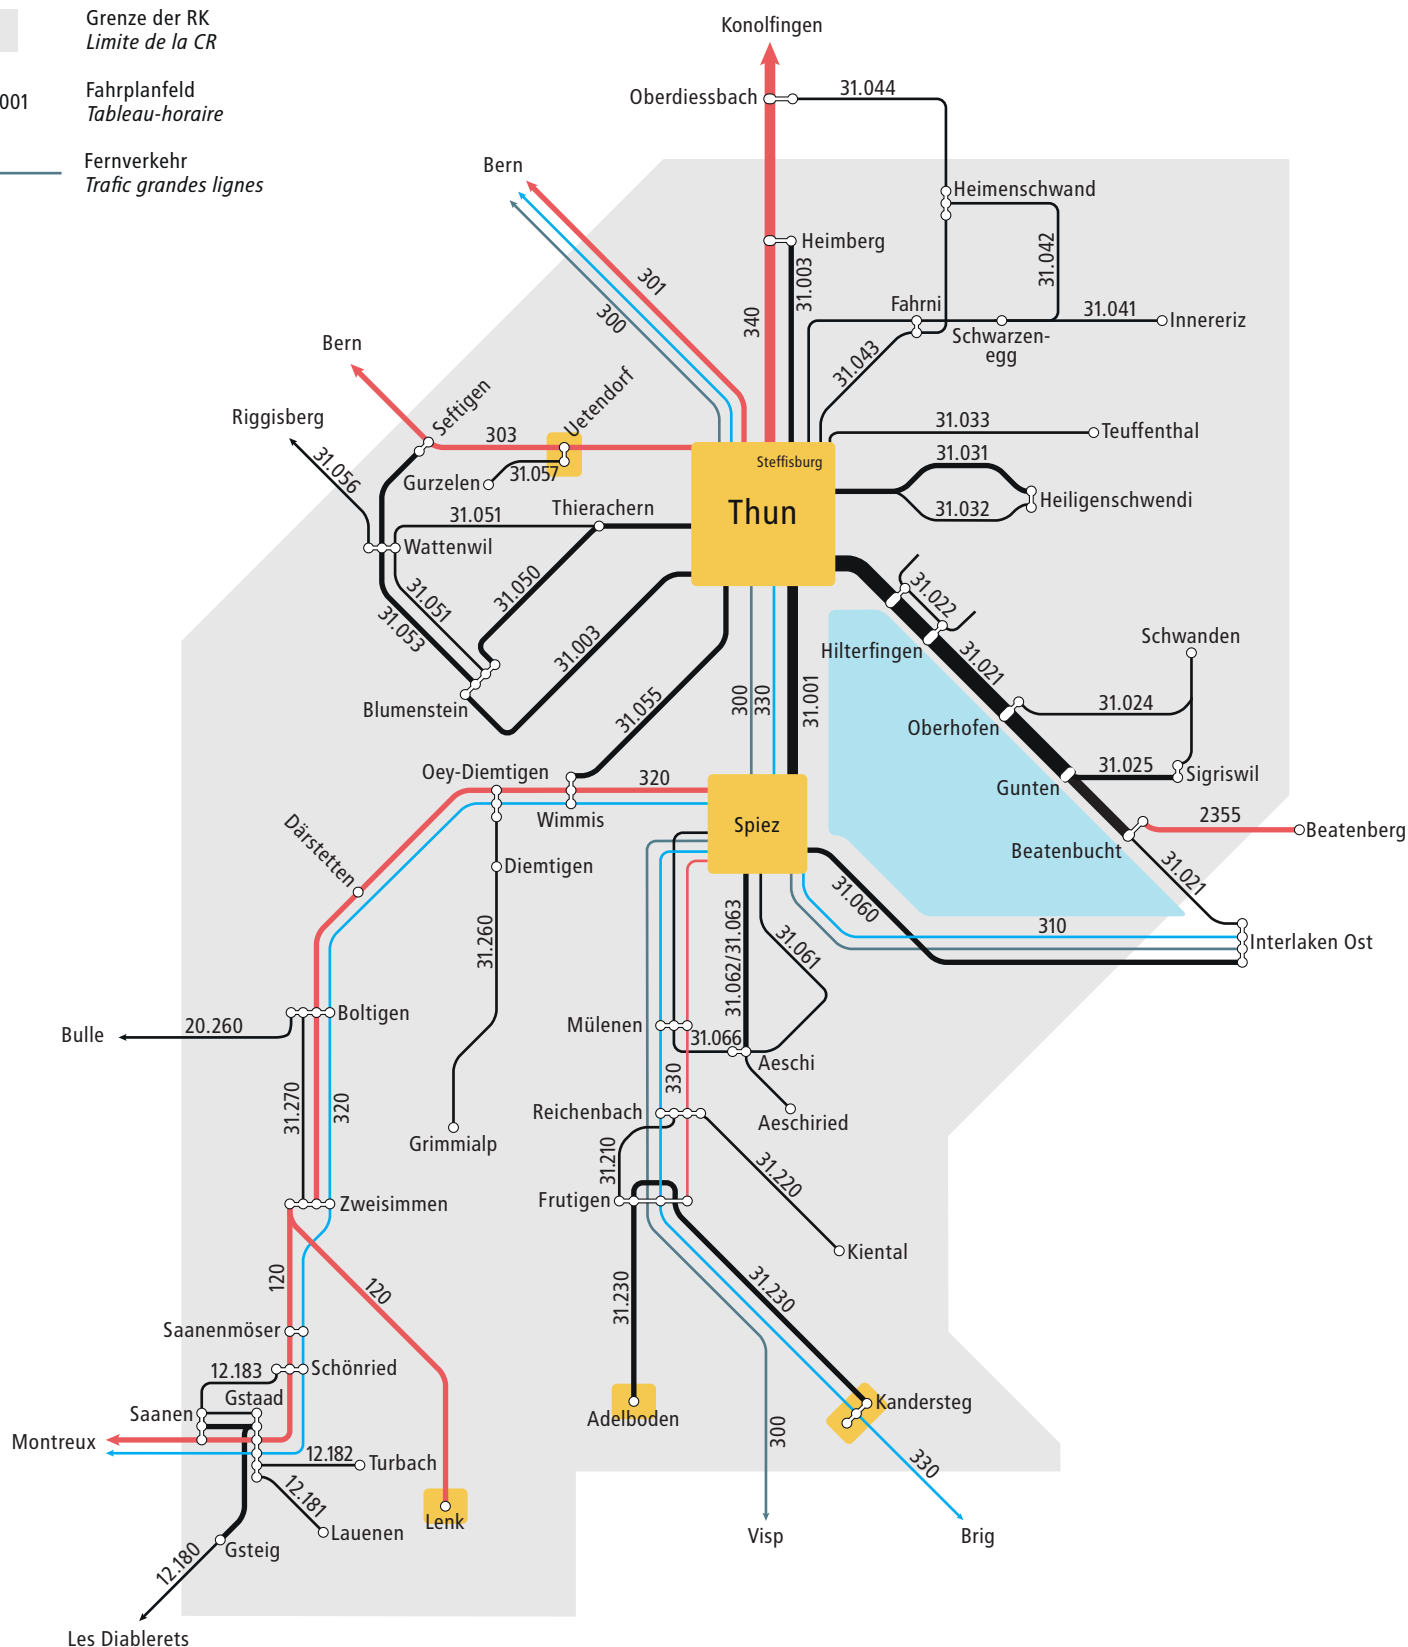 Grenze der RK
Limite de la CR
001
Fahrplanfeld
Tableau-horaire
Fernverkehr
Trafic grandes lignes
Konolfingen
Oberdiessbach
31.044
Bern
Heimenschwand
Heimberg
31.042
31.003
301
300
340
Fahrni
31.041
Innereriz
Schwarzen-
egg
31.043
Bern
Riggisberg
Seftigen
Uetendorf
303
31.033
Teuffenthal
31.056
Gurzelen
31.057
Steffisburg
Thun
31.031
31.032
Heiligenschwendi
31.051
Thierachern
Wattenwil
31.050
31.051
31.053
31.003
31.022
Hilterfingen
31.021
Schwanden
Blumenstein
31.055
300
330
31.001
31.024
Oberhofen
31.025
Sigriswil
Gunten
Oey-Diemtigen
320
Wimmis
Spiez
2355
Beatenberg
Beatenbucht
31.021
Därstetten
Diemtigen
31.060
31.260
31.062/31.063
31.061
310
Interlaken Ost
Boltigen
20.260
Bulle
Mülenen
31.066
Aeschi
31.270
320
330
Reichenbach
Aeschiried
Grimmialp
31.210
31.220
Zweisimmen
Frutigen
Kiental
120
120
31.230
31.230
Saanenmöser
Schönried
12.183
Gstaad
Saanen
Montreux
Adelboden
Kandersteg
300
12.182
Turbach
330
12.181
Lauenen
Lenk
Gsteig
Visp
Brig
12.180
Les Diablerets